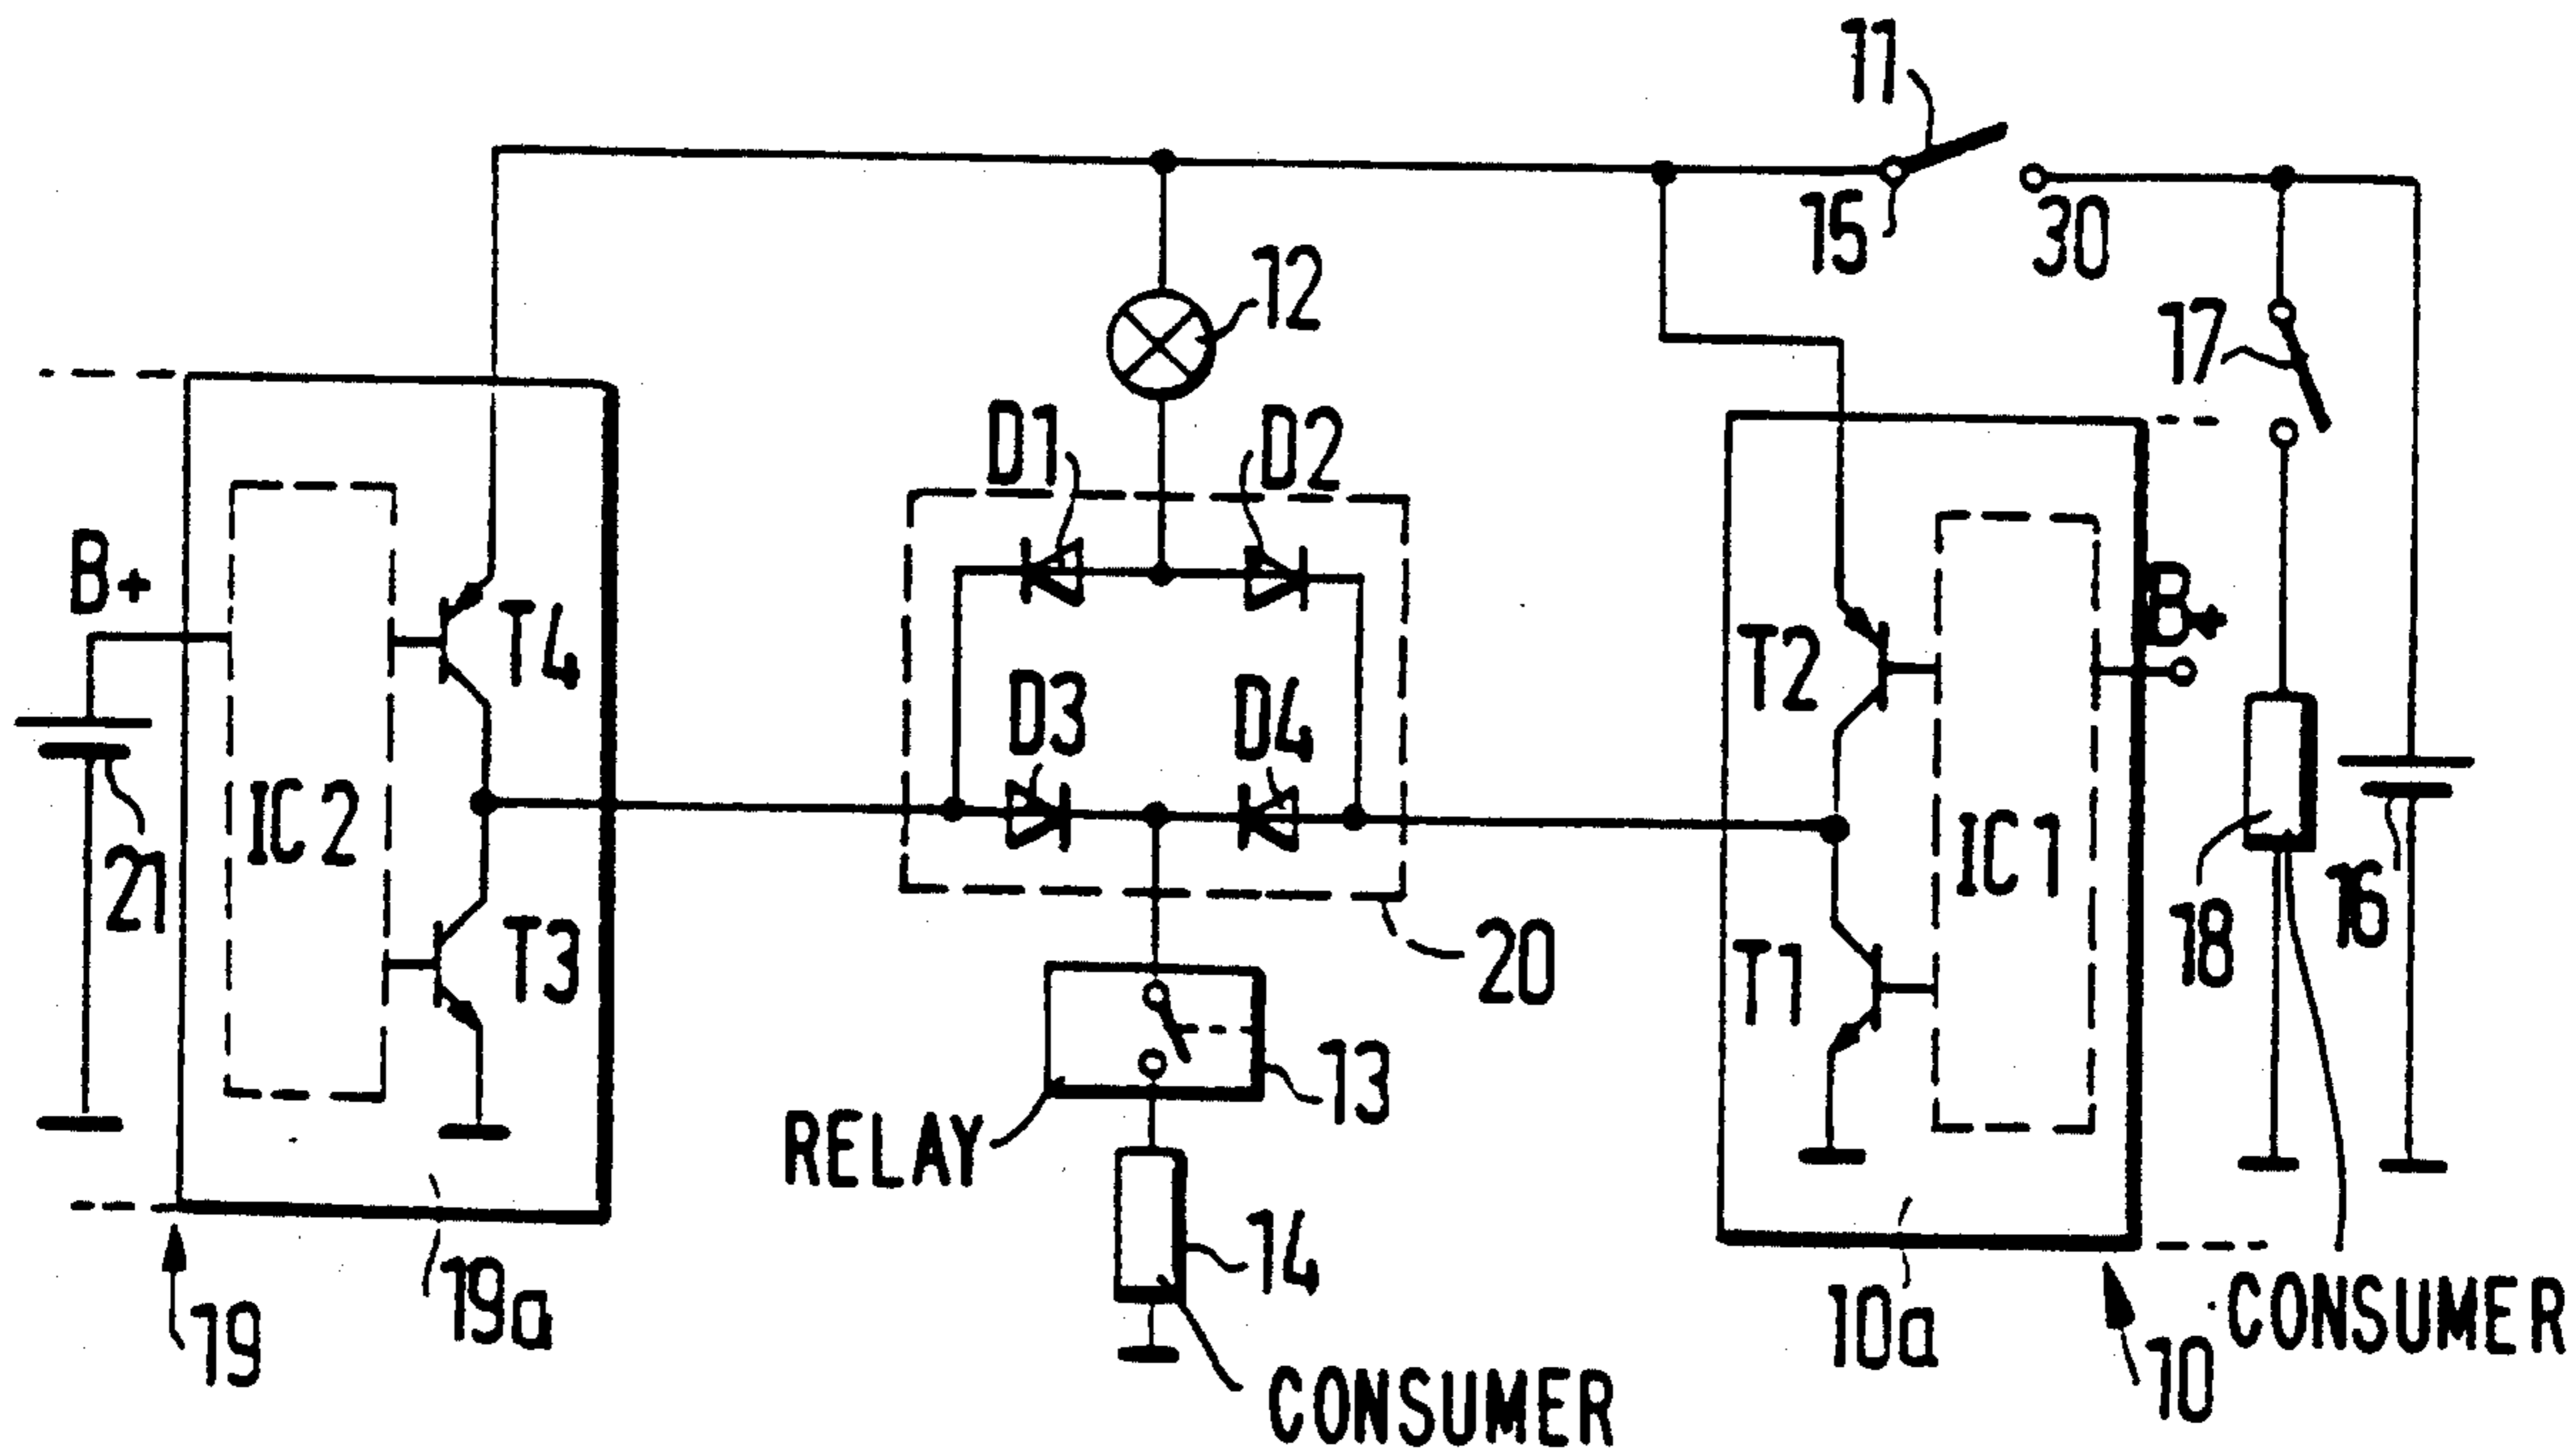 11
15
30
12
17
D1
D2
B+
T4
T2
B+
D3
D4
IC2
IC1
21
T3
T1
18
16
20
13
RELAY
14
19
19a
10a
10
CONSUMER
CONSUMER